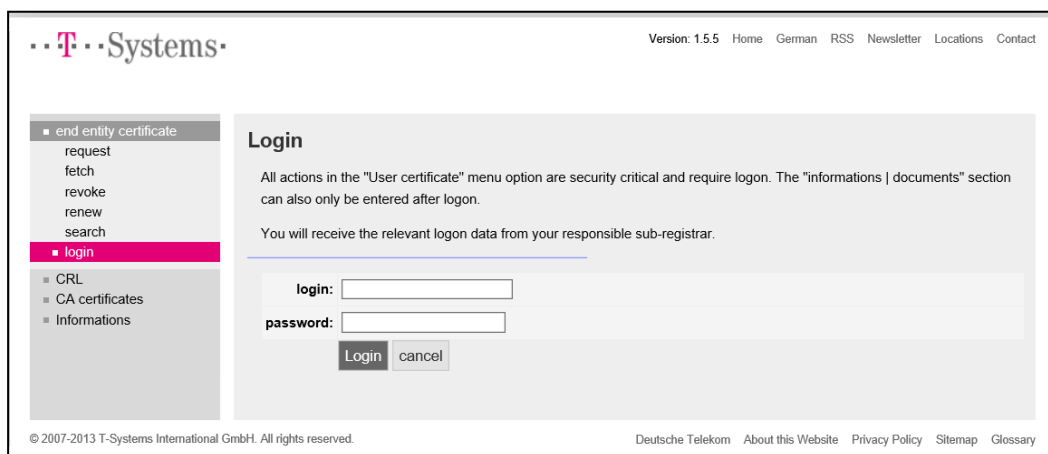 ··T··Systems·
Version: 1.5.5 Home German RSS Newsletter Locations Contact
end entity certificate
request
fetch
revoke
renew
search
login
CRL
CA certificates
Informations
Login
All actions in the "User certificate" menu option are security critical and require logon. The "informations | documents" section
can also only be entered after logon.
You will receive the relevant logon data from your responsible sub-registrar.
login:
password:
Login cancel
© 2007-2013 T-Systems International GmbH. All rights reserved.
Deutsche Telekom About this Website Privacy Policy Sitemap Glossary